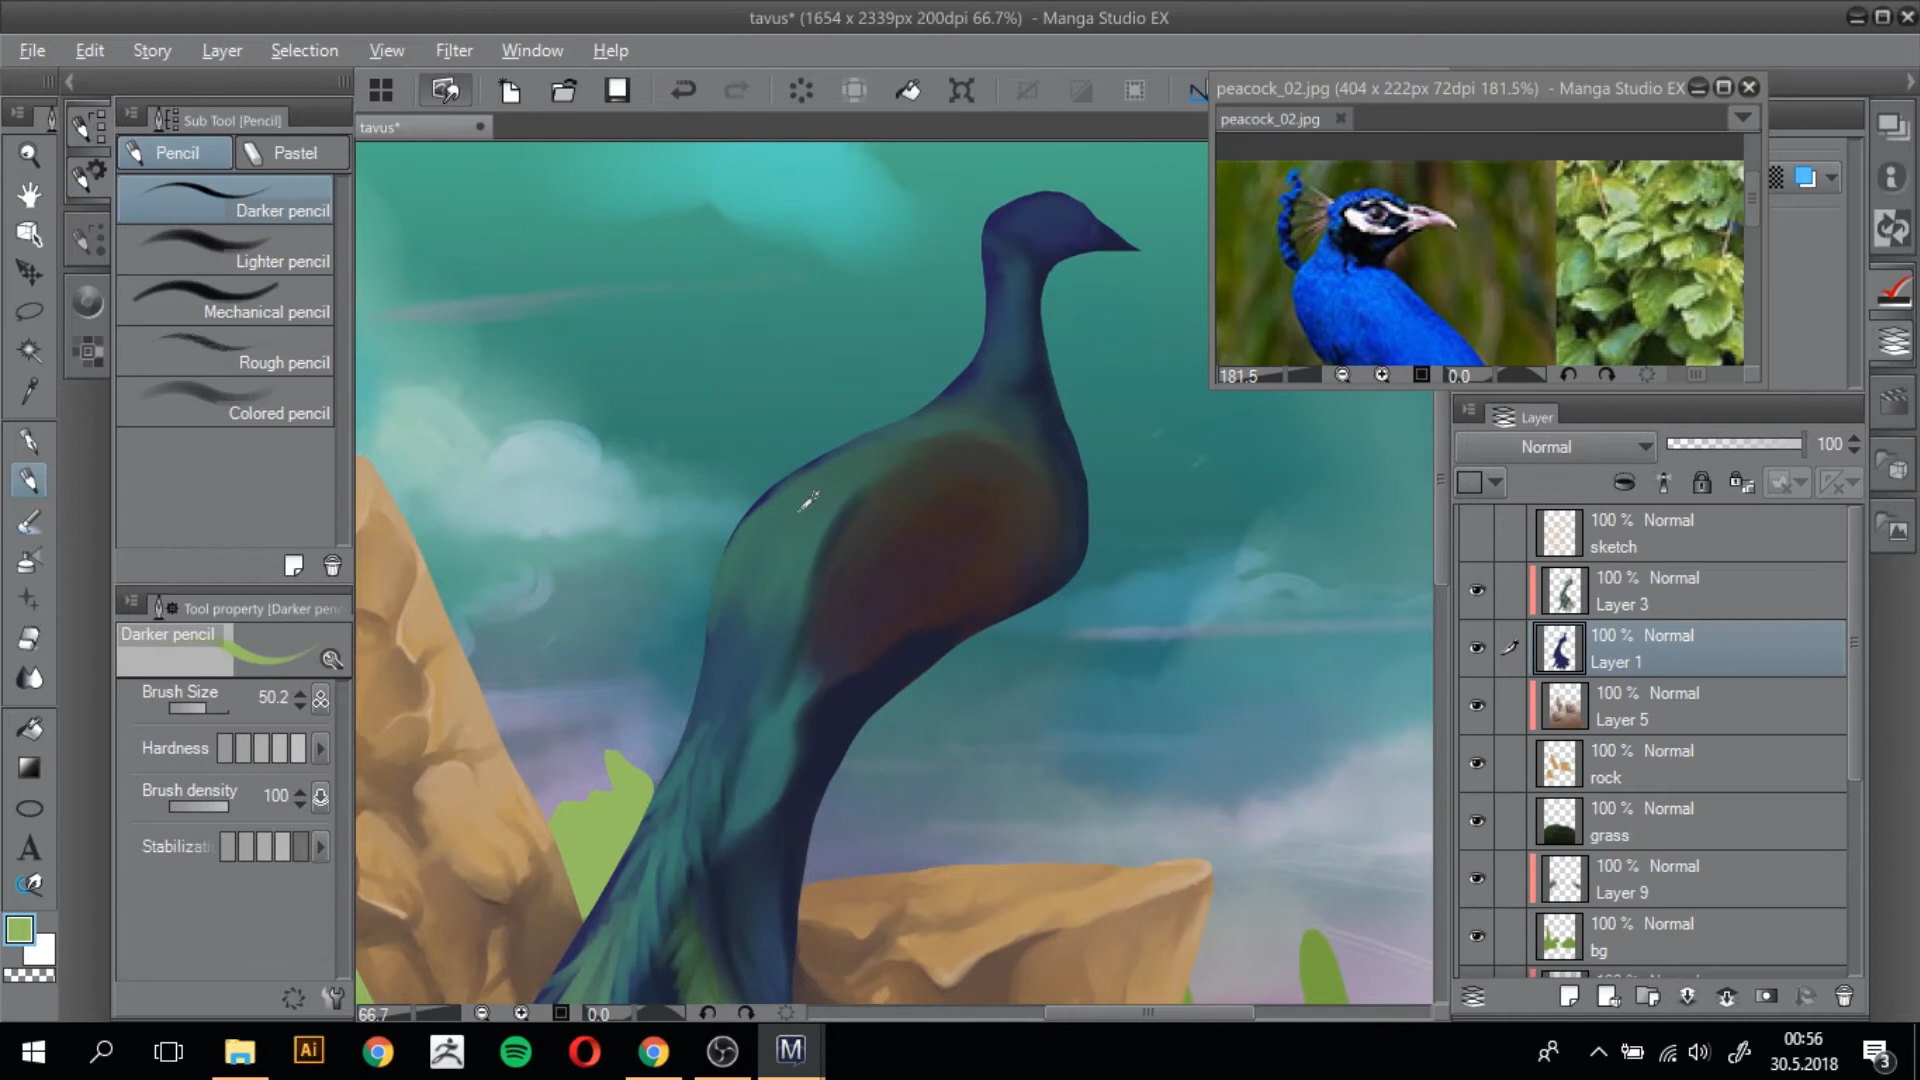 tavus* (1654 x 2339px 200dpi 66.7%) - Manga Studio EX
File Edit Story Layer Selection View Filter Window Help
peacock_02.jpg (404 x 222px 72dpi 181.5%) - Manga Studio EX
peacock_02.jpg
181.5 0.0
tavus*
Sub Tool [Pencil]
Pencil Pastel
Darker pencil
Lighter pencil
Mechanical pencil
Rough pencil
Colored pencil
Tool property [Darker pen
Darker pencil
Brush Size 50.2
Hardness
Brush density 100
Stabilizati
66.7 0.0
Layer
Normal 100
100 % Normal
sketch
100 % Normal
Layer 3
100 % Normal
Layer 1
100 % Normal
Layer 5
100 % Normal
rock
100 % Normal
grass
100 % Normal
Layer 9
100 % Normal
bg
Ai
M
00:56
30.5.2018
3